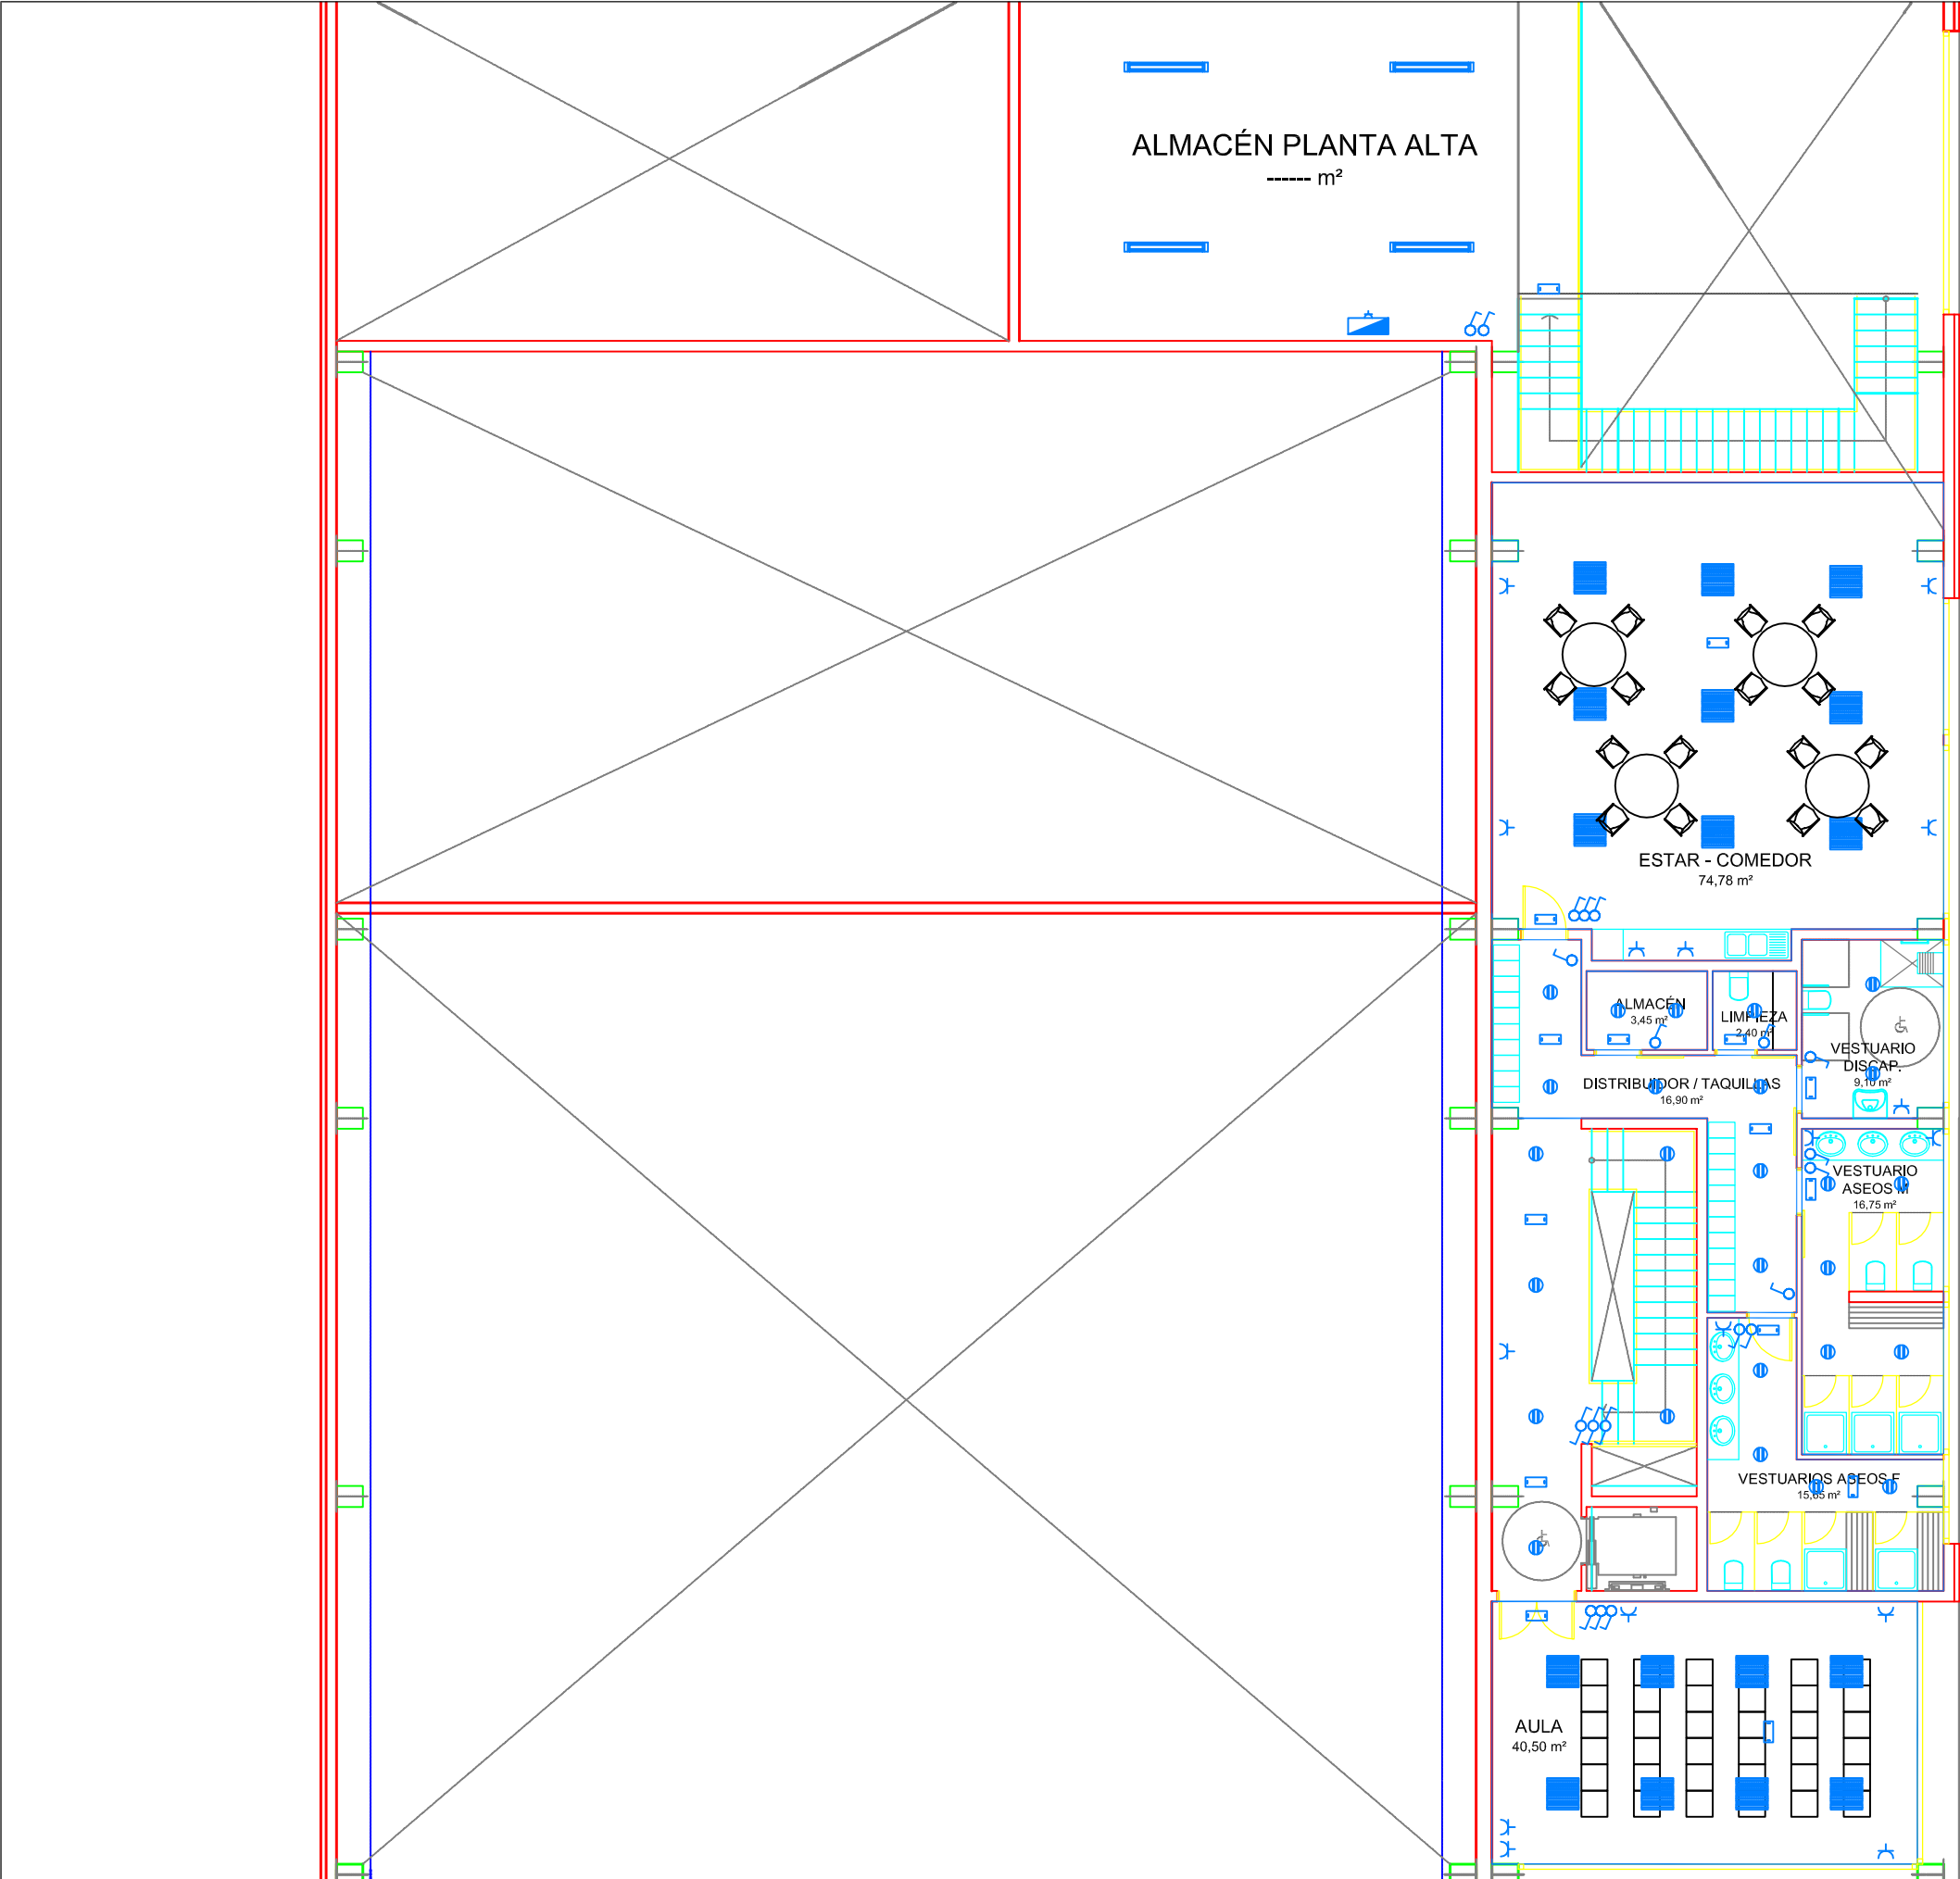 ALMACÉN PLANTA ALTA
------ m²
ESTAR - COMEDOR
74,78 m²
ALMACÉN
3,45 m²
LIMPIEZA
2,40 m²
VESTUARIO
DISCAP.
9,10 m²
DISTRIBUIDOR / TAQUILLAS
16,90 m²
VESTUARIO
ASEOS M
16,75 m²
VESTUARIOS ASEOS F
15,65 m²
AULA
40,50 m²